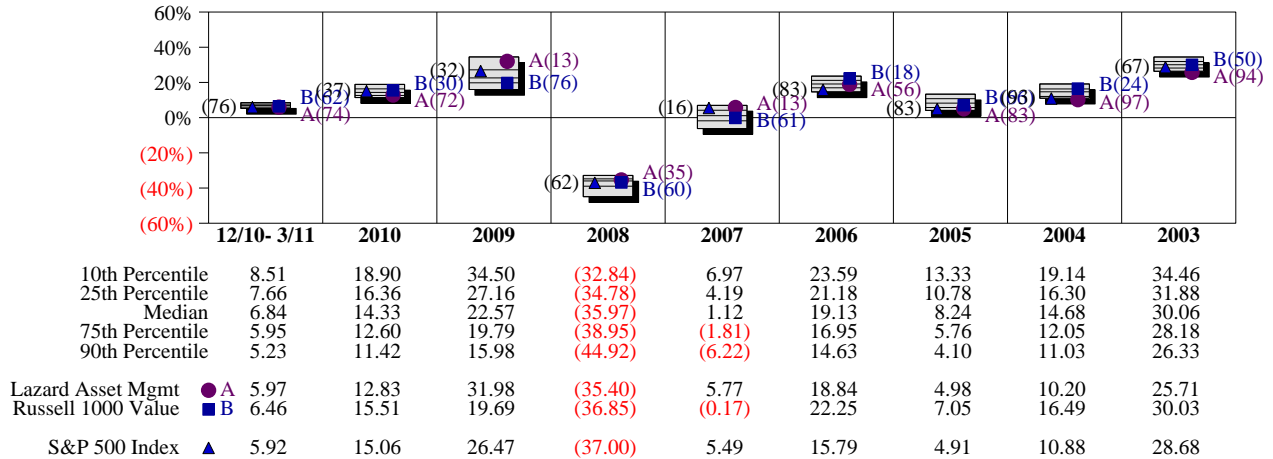 60%
40%
20%
0%
(20%)
(40%)
(60%)
(76) B(62) A(74)
(37) B(30) A(72)
(32) A(13) B(76)
(62) A(35) B(60)
(16) A(13) B(61)
(83) B(18) A(56)
(83) A(83)
B(24) A(97)
(67) B(50) A(94)
12/10- 3/11 2010 2009 2008 2007 2006 2005 2004 2003
10th Percentile 8.51 18.90 34.50 (32.84) 6.97 23.59 13.33 19.14 34.46
25th Percentile 7.66 16.36 27.16 (34.78) 4.19 21.18 10.78 16.30 31.88
Median 6.84 14.33 22.57 (35.97) 1.12 19.13 8.24 14.68 30.06
75th Percentile 5.95 12.60 19.79 (38.95) (1.81) 16.95 5.76 12.05 28.18
90th Percentile 5.23 11.42 15.98 (44.92) (6.22) 14.63 4.10 11.03 26.33
Lazard Asset Mgmt A 5.97 12.83 31.98 (35.40) 5.77 18.84 4.98 10.20 25.71
Russell 1000 Value B 6.46 15.51 19.69 (36.85) (0.17) 22.25 7.05 16.49 30.03
S&P 500 Index 5.92 15.06 26.47 (37.00) 5.49 15.79 4.91 10.88 28.68